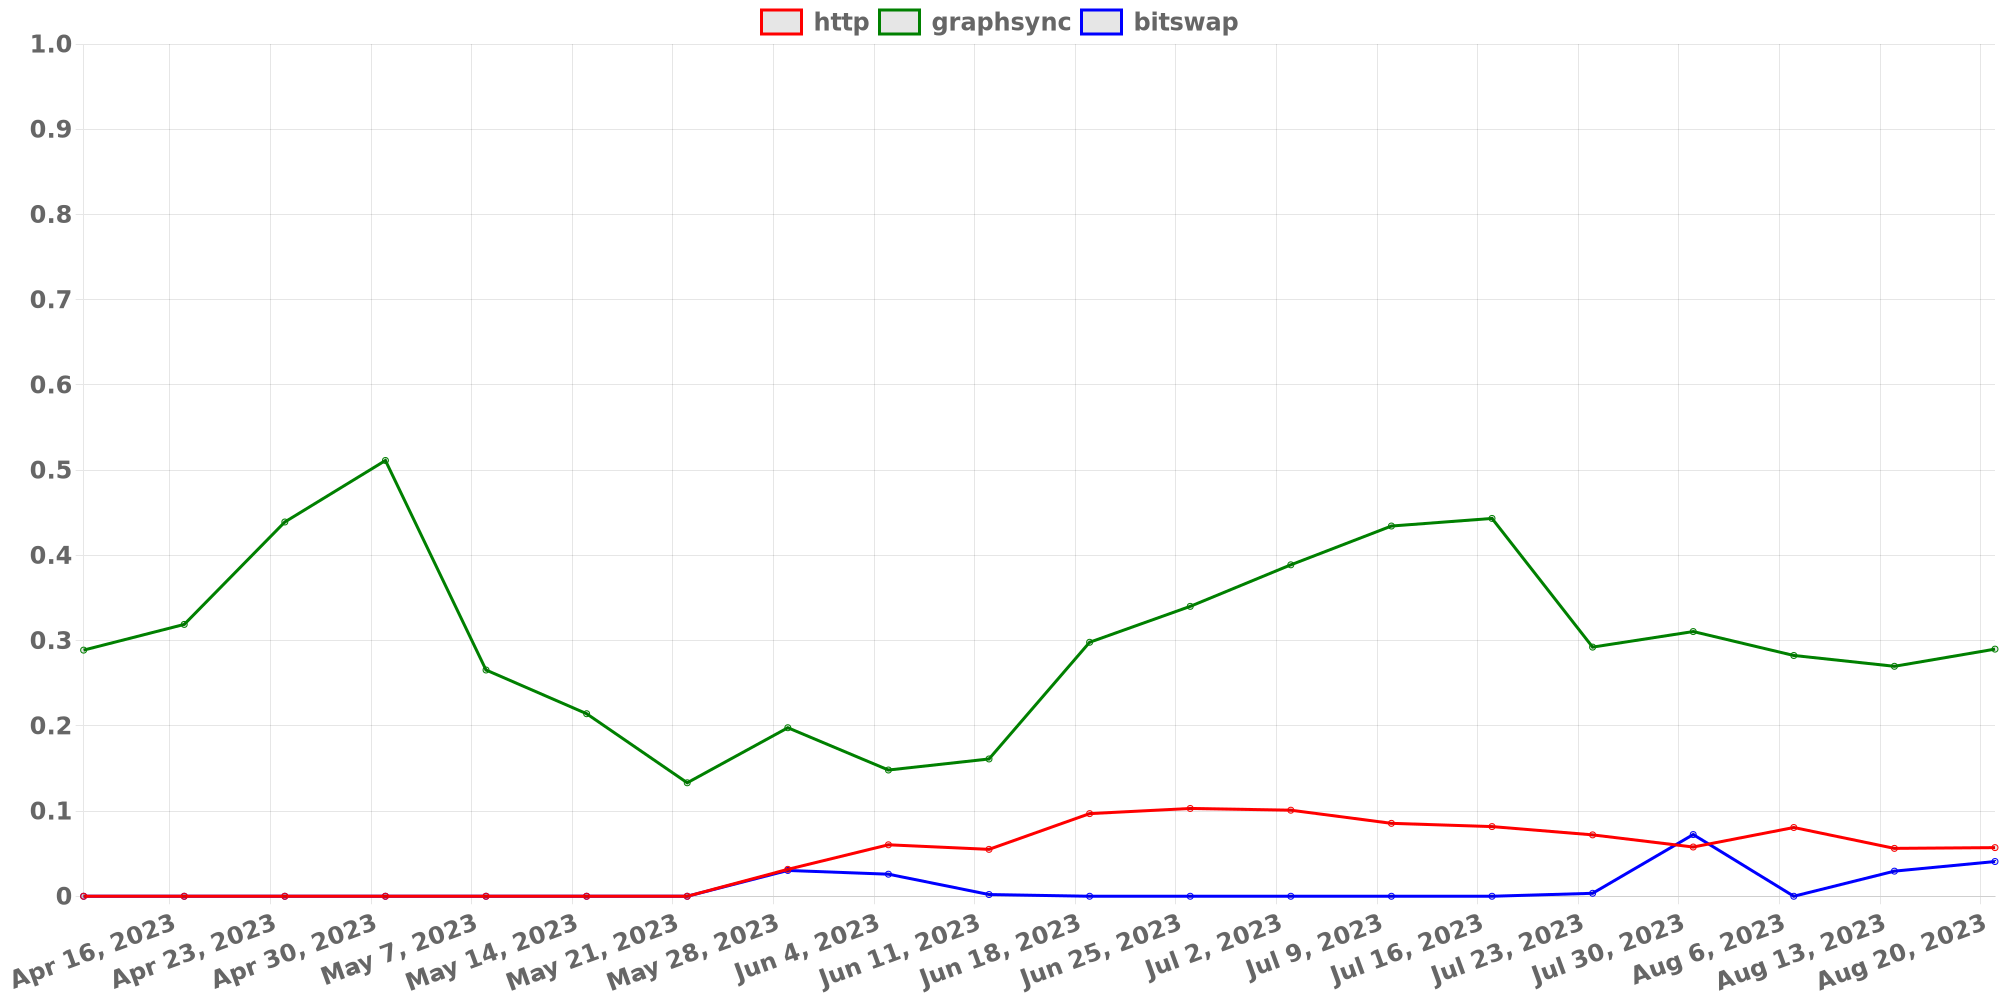 http graphsync bitswap
1.0
0.9
0.8
0.7
0.6
0.5
0.4
0.3
0.2
0.1
0
Apr 16, 2023
Apr 23, 2023
Apr 30, 2023
May 7, 2023
May 14, 2023
May 21, 2023
May 28, 2023
Jun 4, 2023
Jun 11, 2023
Jun 18, 2023
Jun 25, 2023
Jul 2, 2023
Jul 9, 2023
Jul 16, 2023
Jul 23, 2023
Jul 30, 2023
Aug 6, 2023
Aug 13, 2023
Aug 20, 2023